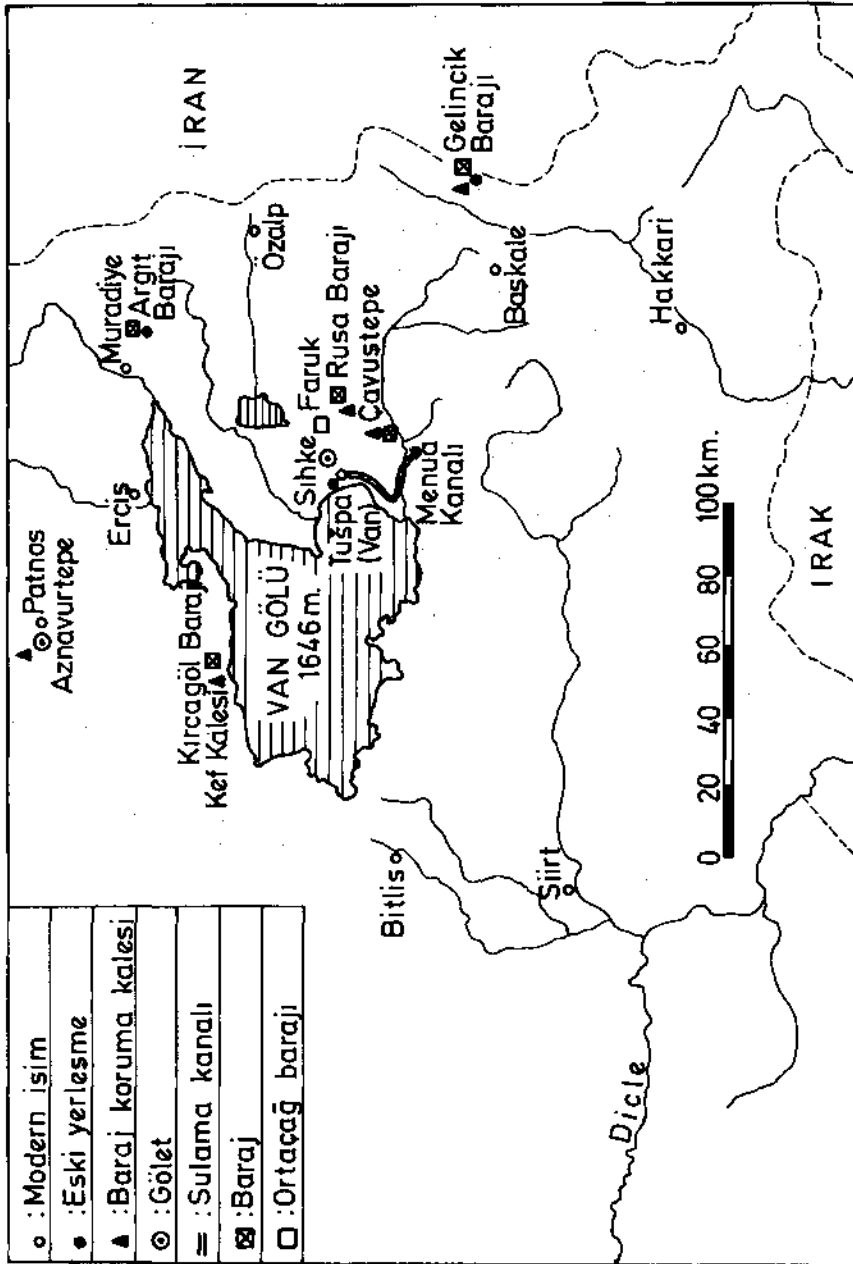 o :Modern isim
● :Eski yerleşme
▲ :Baraj koruma kalesi
⊙ :Gölet
= :Sulama kanalı
⊠ :Baraj
□ :Ortaçağ barajı
Patnos
Aznavurtepe
Erciş
Muradiye
Argıt
Barajı
İRAN
Kırcagöl Barajı
Kef Kalesi
VAN GÖLÜ
1646 m.
Özalp
Sıhke
Faruk
Rusa Barajı
Tuşpa
(Van)
Çavuştepe
Menua
Kanalı
Gelincik
Barajı
Başkale
Hakkari
Bitlis
Siirt
Dicle
IRAK
0 20 40 60 80 100 km.